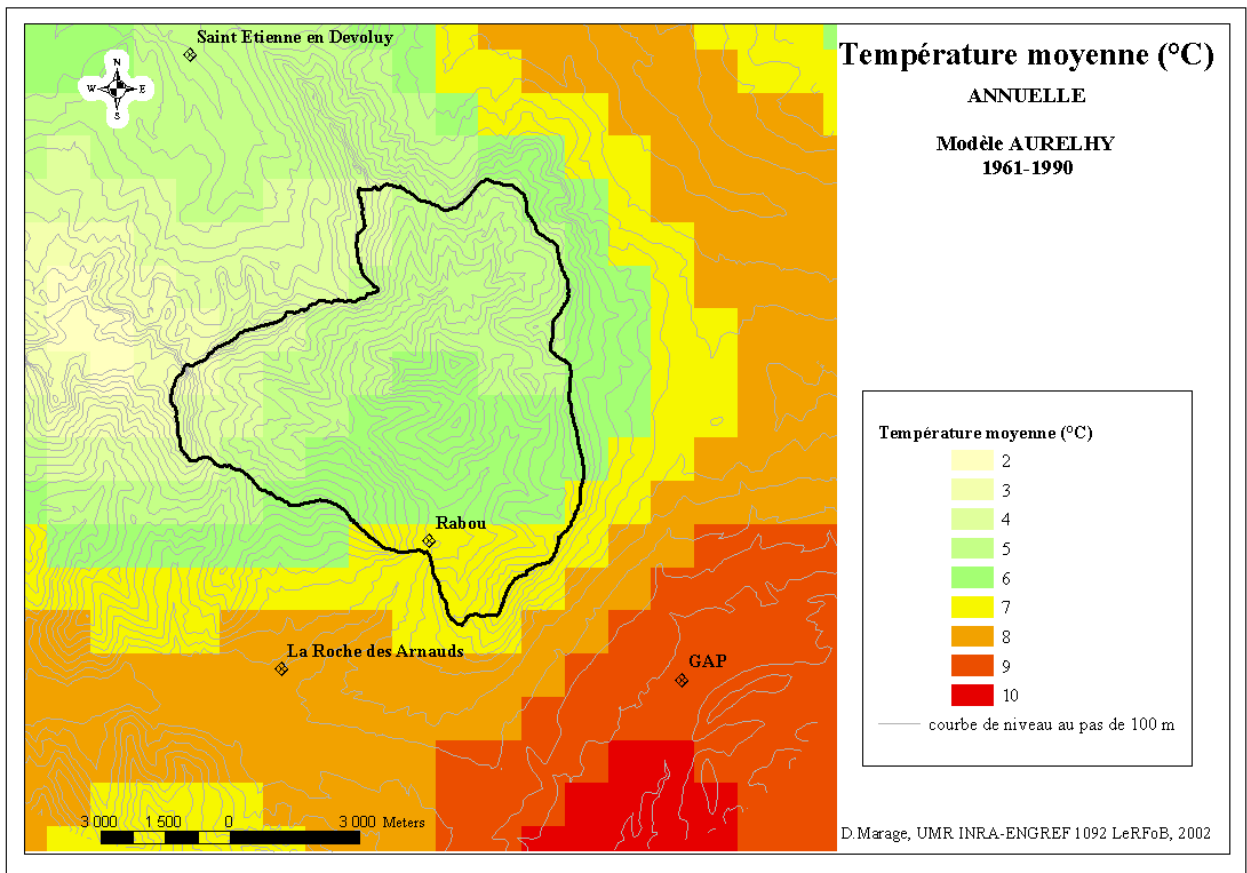 Saint Etienne en Devoluy
N
W E
S
Rabou
La Roche des Arnauds
GAP
3 000 1 500 0 3 000 Meters
Température moyenne (°C)
ANNUELLE
Modèle AURELHY
1961-1990
Température moyenne (°C)
2
3
4
5
6
7
8
9
10
courbe de niveau au pas de 100 m
D.Marage, UMR INRA-ENGREF 1092 LeRFoB, 2002